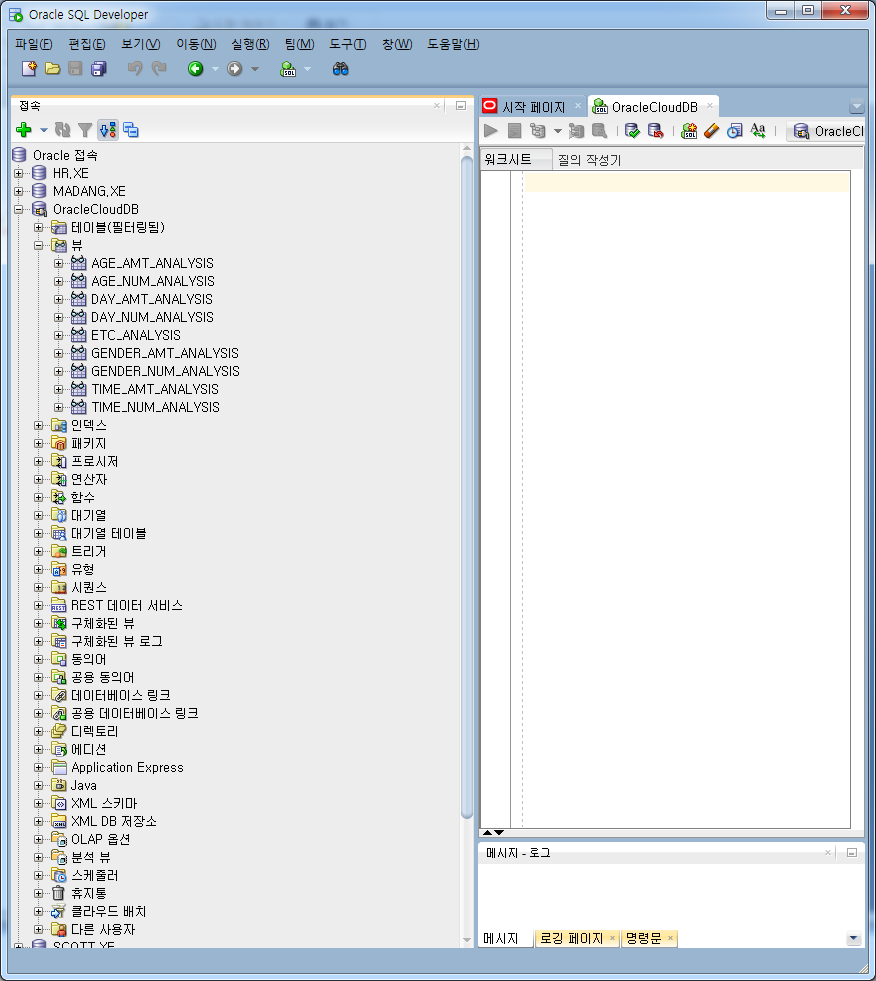 Oracle SQL Developer
파일(F) 편집(E) 보기(V) 이동(N) 실행(R) 팀(M) 도구(T) 창(W) 도움말(H)
접속
Oracle 접속
HR.XE
MADANG.XE
OracleCloudDB
테이블(필터링됨)
뷰
AGE_AMT_ANALYSIS
AGE_NUM_ANALYSIS
DAY_AMT_ANALYSIS
DAY_NUM_ANALYSIS
ETC_ANALYSIS
GENDER_AMT_ANALYSIS
GENDER_NUM_ANALYSIS
TIME_AMT_ANALYSIS
TIME_NUM_ANALYSIS
인덱스
패키지
프로시저
연산자
함수
대기열
대기열 테이블
트리거
유형
시퀀스
REST 데이터 서비스
구체화된 뷰
구체화된 뷰 로그
동의어
공용 동의어
데이터베이스 링크
공용 데이터베이스 링크
디렉토리
에디션
Application Express
Java
XML 스키마
XML DB 저장소
OLAP 옵션
분석 뷰
스케줄러
휴지통
클라우드 배치
다른 사용자
SCOTT.XE
시작 페이지 OracleCloudDB
OracleCl
워크시트 질의 작성기
메시지 - 로그
메시지 로깅 페이지 명령문